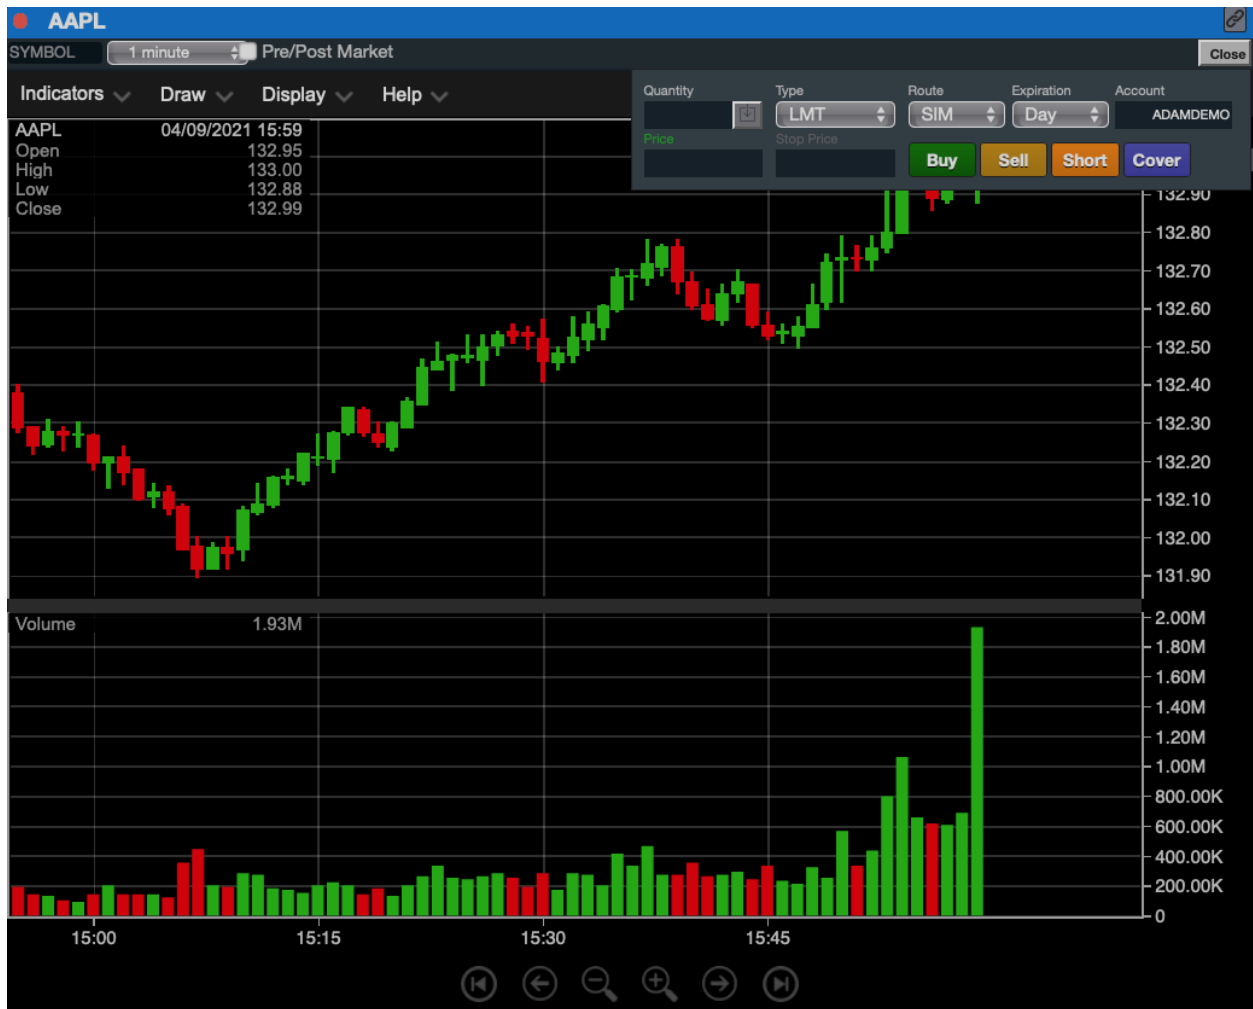 AAPL
SYMBOL 1 minute Pre/Post Market Close
Indicators Draw Display Help
Quantity Type Route Expiration Account
LMT SIM Day ADAMDEMO
Price Stop Price
Buy Sell Short Cover
AAPL 04/09/2021 15:59
Open 132.95
High 133.00
Low 132.88
Close 132.99
132.90
132.80
132.70
132.60
132.50
132.40
132.30
132.20
132.10
132.00
131.90
Volume 1.93M
2.00M
1.80M
1.60M
1.40M
1.20M
1.00M
800.00K
600.00K
400.00K
200.00K
0
15:00 15:15 15:30 15:45